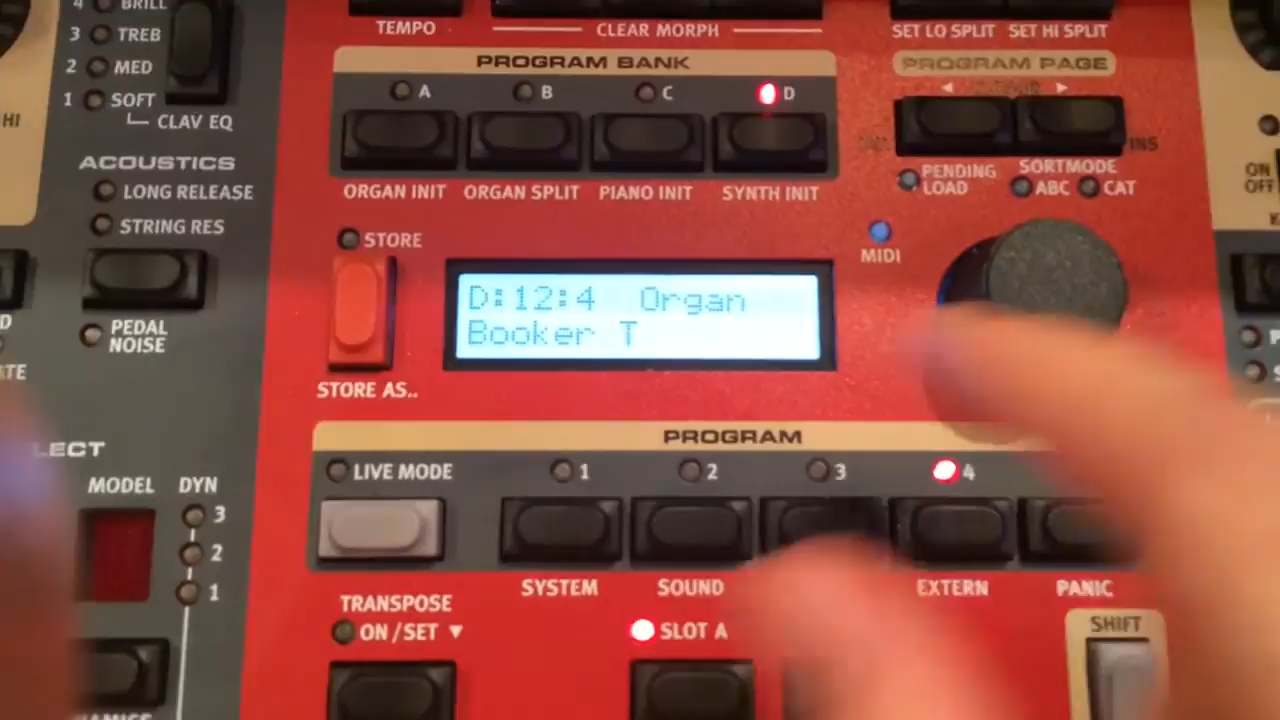 4 BRILL
3 TREB
2 MED
1 SOFT
CLAV EQ
HI
ACOUSTICS
LONG RELEASE
STRING RES
PEDAL
NOISE
MODEL
DYN
3
2
1
TEMPO
CLEAR MORPH
SET LO SPLIT SET HI SPLIT
PROGRAM BANK
A B C D
ORGAN INIT ORGAN SPLIT PIANO INIT SYNTH INIT
PROGRAM PAGE
INS
PENDING
LOAD
SORTMODE
ABC CAT
ON
OFF
STORE
STORE AS..
MIDI
D:12:4 Organ
Booker T
PROGRAM
LIVE MODE 1 2 3 4
SYSTEM SOUND EXTERN PANIC
TRANSPOSE
ON/SET ▼
SLOT A
SHIFT